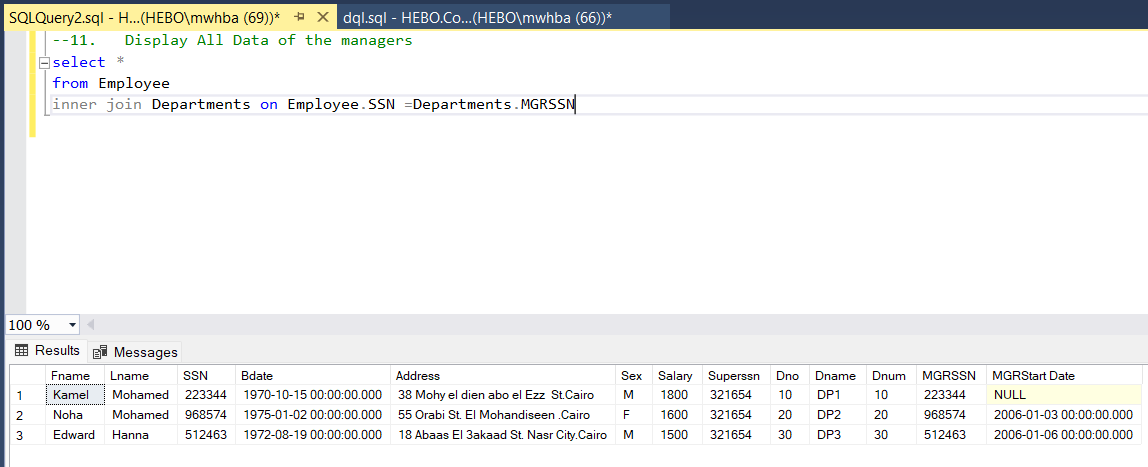 SQLQuery2.sql - H...(HEBO\mwhba (69))* dql.sql - HEBO.Co...(HEBO\mwhba (66))*
--11. Display All Data of the managers
select *
from Employee
inner join Departments on Employee.SSN =Departments.MGRSSN
100 %
Results Messages
Fname Lname SSN Bdate Address Sex Salary Superssn Dno Dname Dnum MGRSSN MGRStart Date
1 Kamel Mohamed 223344 1970-10-15 00:00:00.000 38 Mohy el dien abo el Ezz St.Cairo M 1800 321654 10 DP1 10 223344 NULL
2 Noha Mohamed 968574 1975-01-02 00:00:00.000 55 Orabi St. El Mohandiseen .Cairo F 1600 321654 20 DP2 20 968574 2006-01-03 00:00:00.000
3 Edward Hanna 512463 1972-08-19 00:00:00.000 18 Abaas El 3akaad St. Nasr City.Cairo M 1500 321654 30 DP3 30 512463 2006-01-06 00:00:00.000